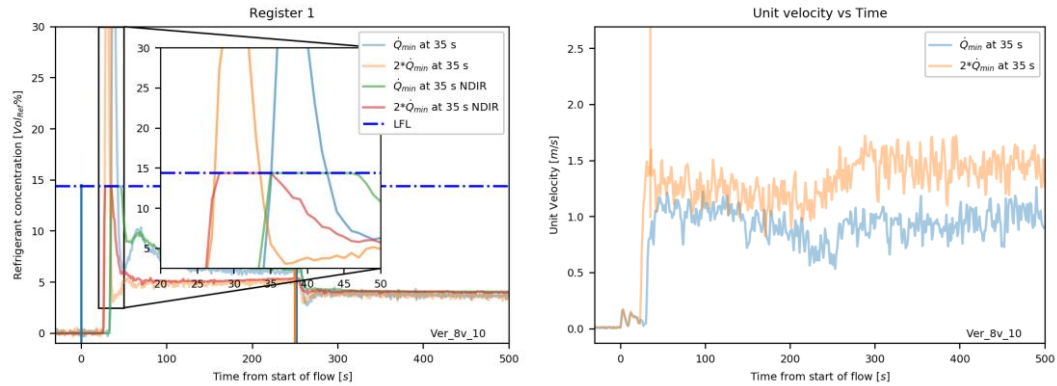 Register 1
Refrigerant concentration [Vol_Ref%]
30
25
20
15
10
5
0
Q̇_min at 35 s
2*Q̇_min at 35 s
Q̇_min at 35 s NDIR
2*Q̇_min at 35 s NDIR
LFL
30
25
20
15
10
5
20 25 30 35 40 45 50
Ver_8v_10
0 100 200 300 400 500
Time from start of flow [s]
Unit velocity vs Time
Unit Velocity [m/s]
2.5
2.0
1.5
1.0
0.5
0.0
Q̇_min at 35 s
2*Q̇_min at 35 s
Ver_8v_10
0 100 200 300 400 500
Time from start of flow [s]